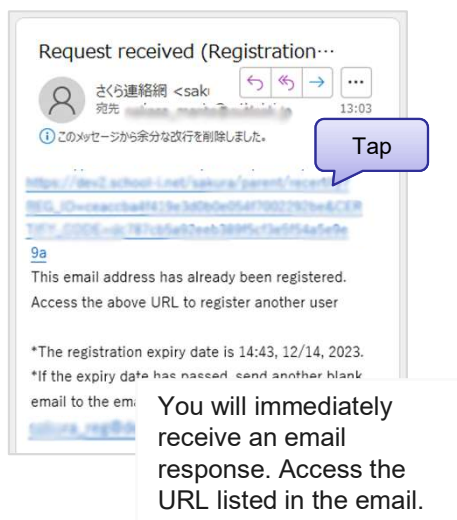 Request received (Registration…
さくら連絡網 <saku
宛先
13:03
このメッセージから余分な改行を削除しました。
Tap
9a
This email address has already been registered.
Access the above URL to register another user
*The registration expiry date is 14:43, 12/14, 2023.
*If the expiry date has passed, send another blank
email to the ema
You will immediately
receive an email
response. Access the
URL listed in the email.